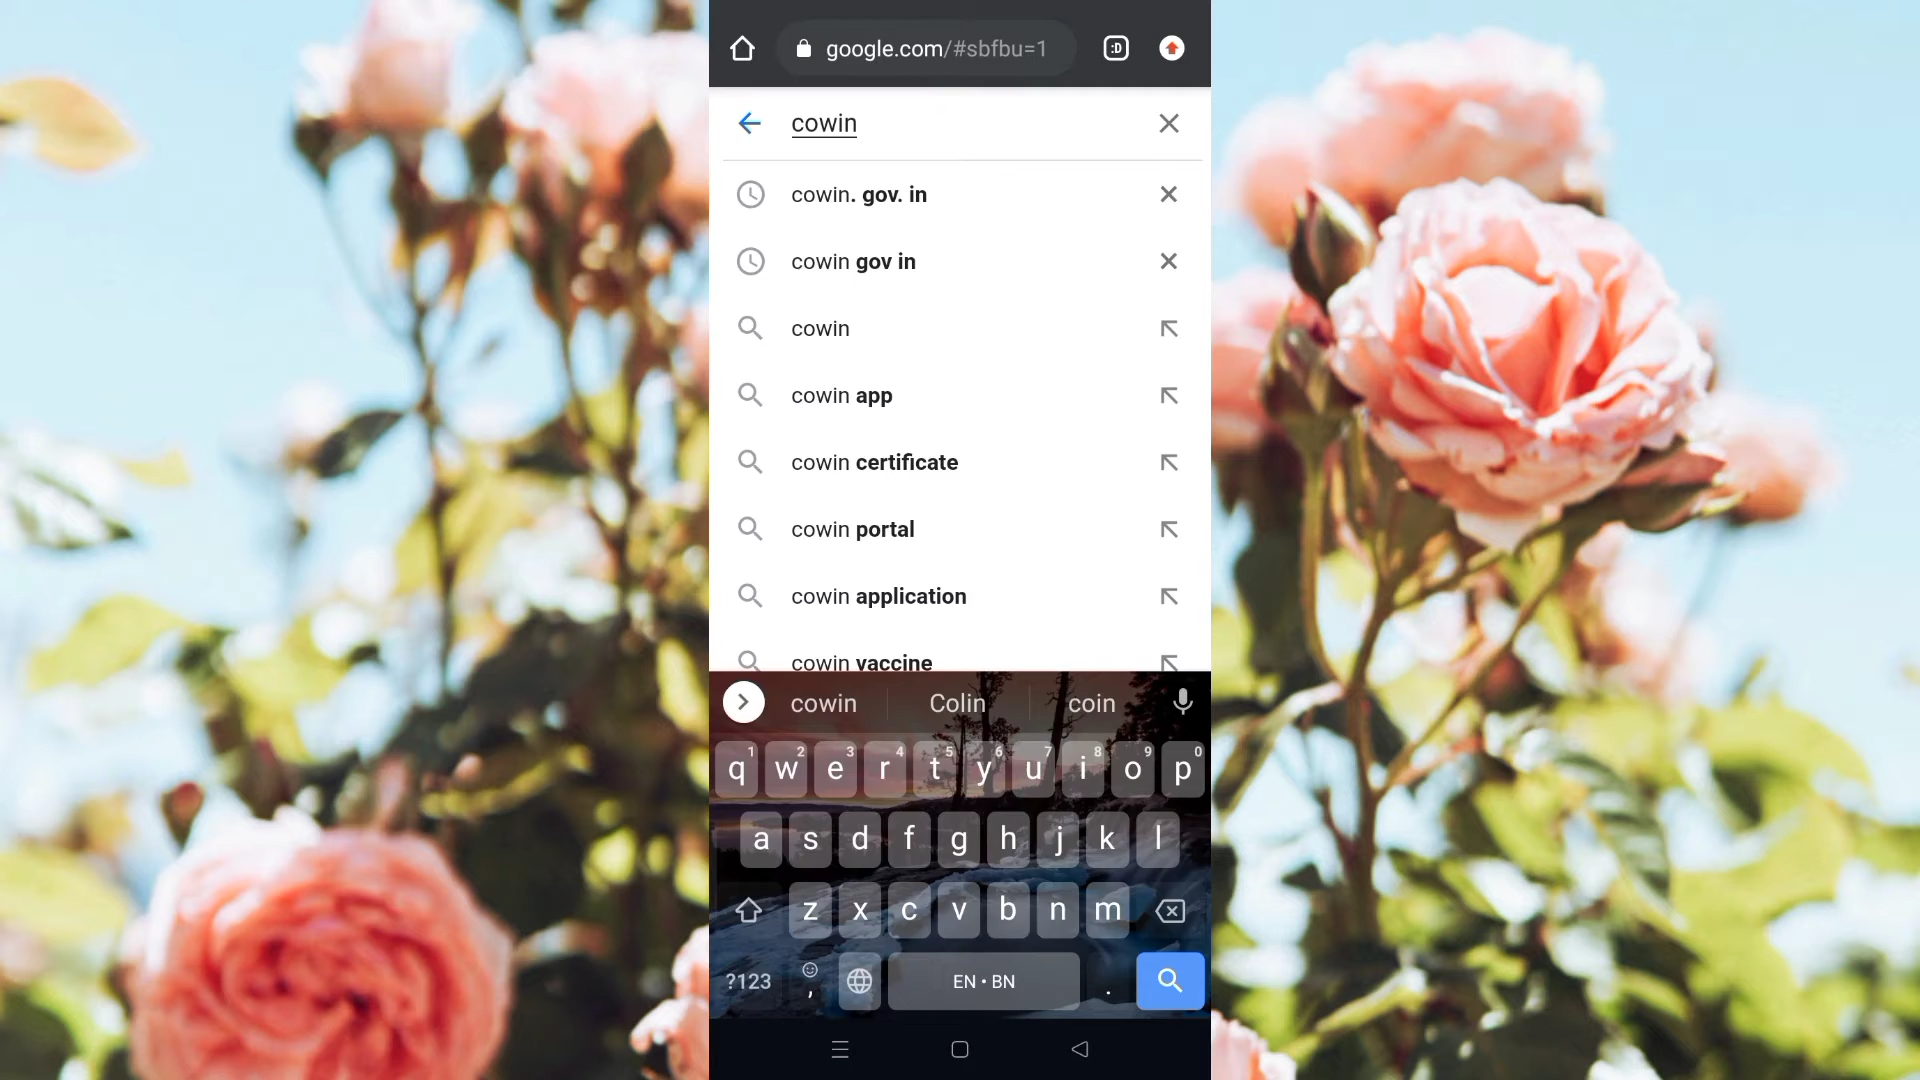 google.com/#sbfbu=1 :D
cowin
cowin. gov. in
cowin gov in
cowin
cowin app
cowin certificate
cowin portal
cowin application
cowin vaccine
cowin Colin coin
1 2 3 4 5 6 7 8 9 0
q w e r t y u i o p
a s d f g h j k l
z x c v b n m
?123 , EN • BN .